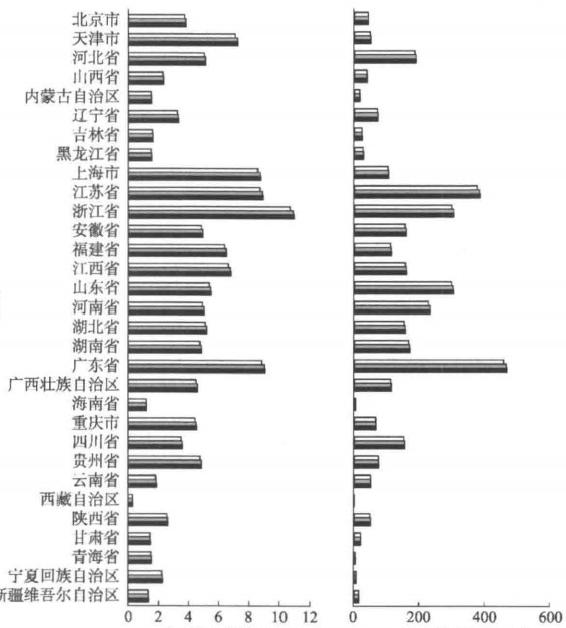 北京市
天津市
河北省
山西省
内蒙古自治区
辽宁省
吉林省
黑龙江省
上海市
江苏省
浙江省
安徽省
福建省
江西省
山东省
河南省
湖北省
湖南省
广东省
广西壮族自治区
海南省
重庆市
四川省
贵州省
云南省
西藏自治区
陕西省
甘肃省
青海省
宁夏回族自治区
新疆维吾尔自治区
0 2 4 6 8 10 12 0 200 400 600